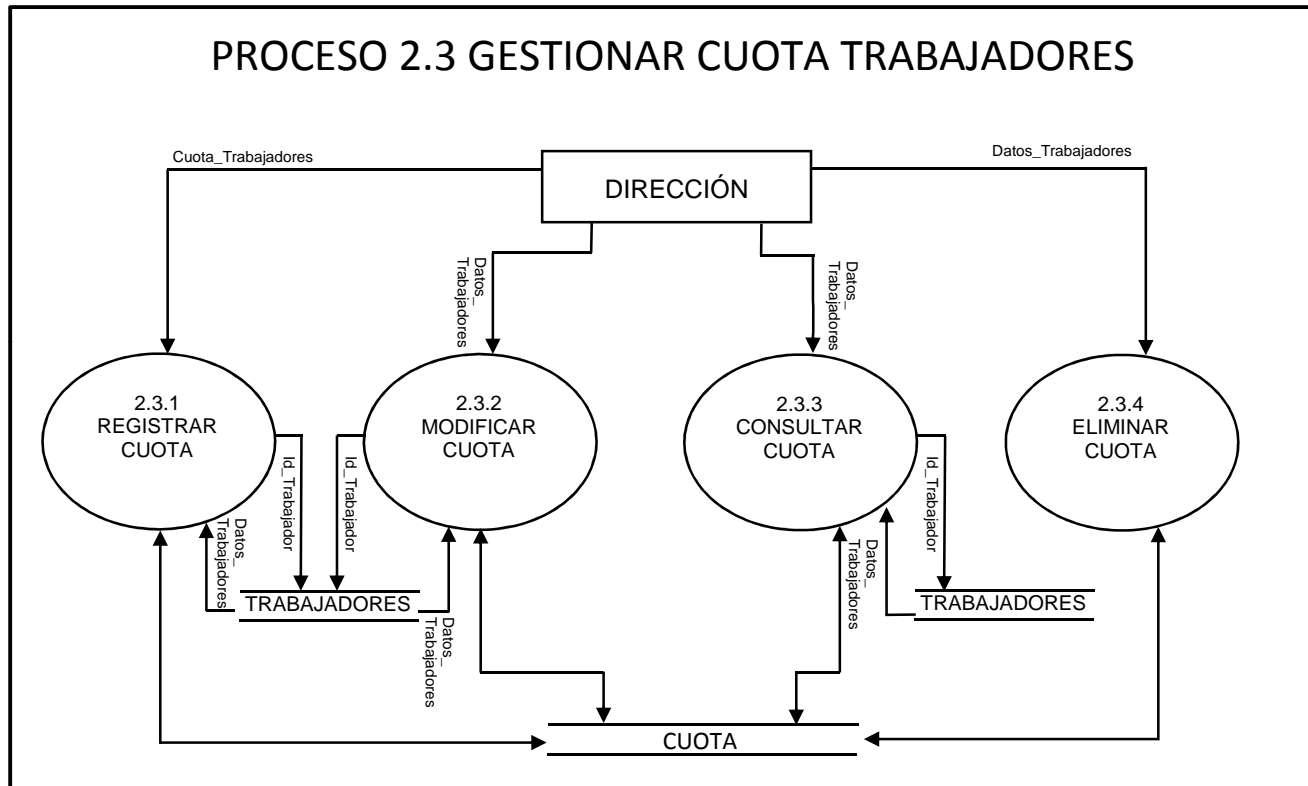 PROCESO 2.3 GESTIONAR CUOTA TRABAJADORES
Cuota_Trabajadores
Datos_Trabajadores
DIRECCIÓN
Datos_
Trabajadores
Datos_
Trabajadores
2.3.1
REGISTRAR
CUOTA
2.3.2
MODIFICAR
CUOTA
2.3.3
CONSULTAR
CUOTA
2.3.4
ELIMINAR
CUOTA
Id_Trabajador
Id_Trabajador
Id_Trabajador
Datos_
Trabajadores
Datos_
Trabajadores
TRABAJADORES
TRABAJADORES
Datos_
Trabajadores
CUOTA